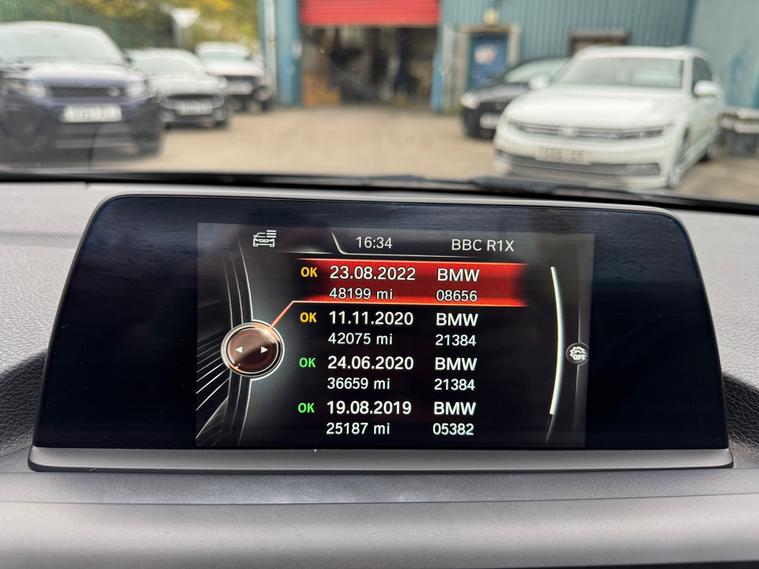 16:34 BBC R1X
OK 23.08.2022 BMW
48199 mi 08656
OK 11.11.2020 BMW
42075 mi 21384
OK 24.06.2020 BMW
36659 mi 21384
OK 19.08.2019 BMW
25187 mi 05382
OFF